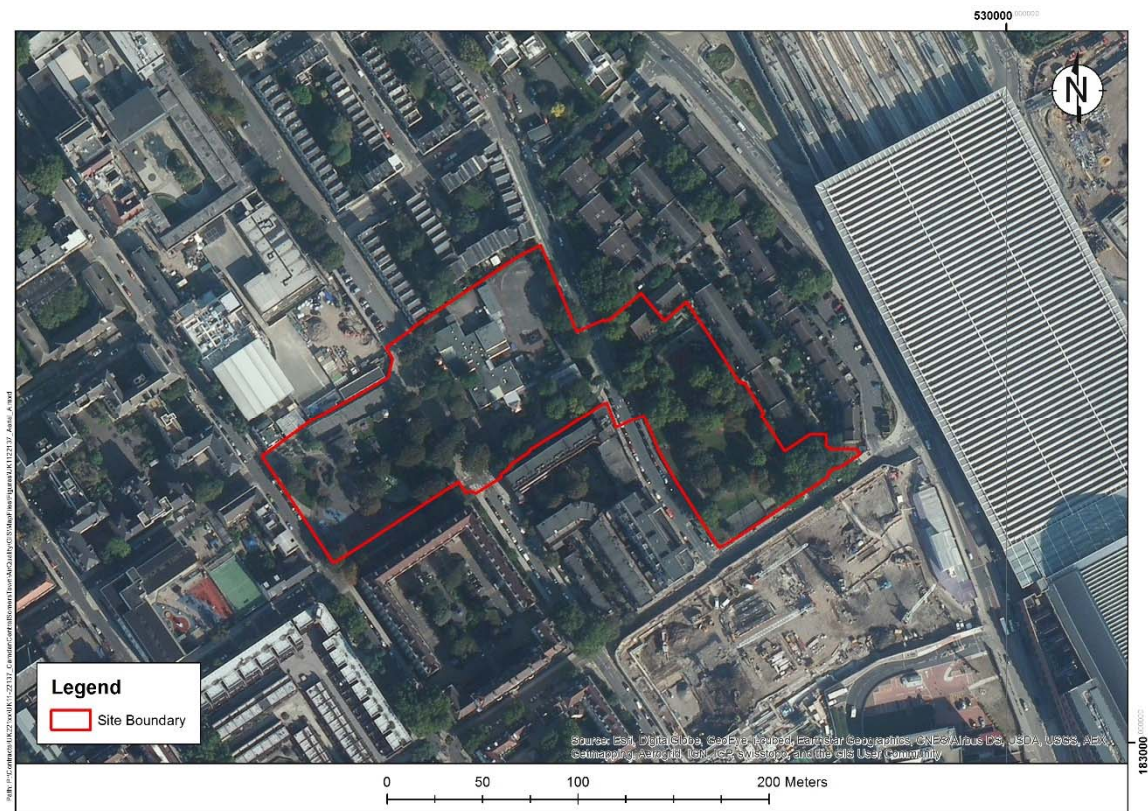 530000
N
Legend
Site Boundary
Source: Esri, DigitalGlobe, GeoEye, i-cubed, Earthstar Geographics, CNES/Airbus DS, USDA, USGS, AEX,
Getmapping, Aerogrid, IGN, IGP, swisstopo, and the GIS User Community
183000
0 50 100 200 Meters